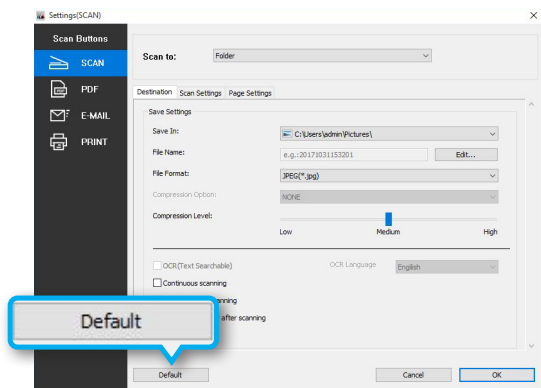 Settings(SCAN)
Scan Buttons
SCAN
PDF
E-MAIL
PRINT
Scan to:
Folder
Destination Scan Settings Page Settings
Save Settings
Save In:
C:\Users\admin\Pictures\
File Name:
e.g.:20171031153201
Edit...
File Format:
JPEG(*.jpg)
Compression Option:
NONE
Compression Level:
Low Medium High
OCR(Text Searchable)
OCR Language
English
Continuous scanning
after scanning
Default
Default
Cancel
OK